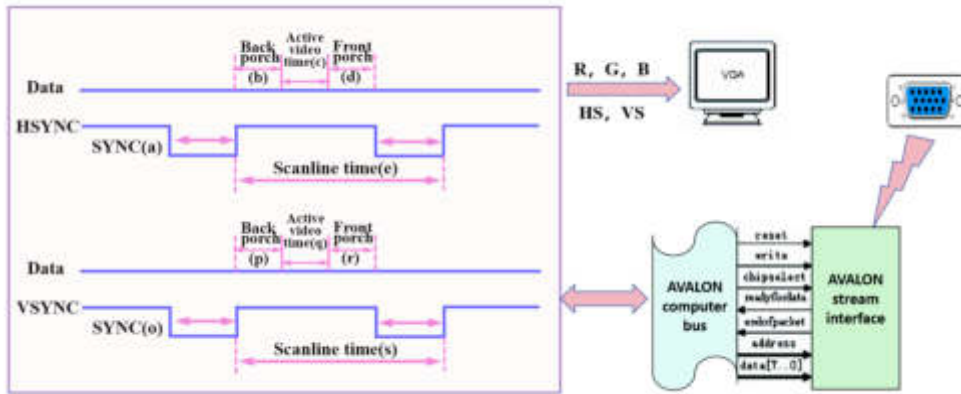 Back porch (b)
Active video time(c)
Front porch (d)
Data
HSYNC
SYNC(a)
Scanline time(e)
Back porch (p)
Active video time(q)
Front porch (r)
Data
VSYNC
SYNC(o)
Scanline time(s)
R, G, B
HS, VS
VGA
AVALON
computer
bus
reset
write
chipselect
readyfordata
endofpacket
address
data[7..0]
AVALON
stream
interface